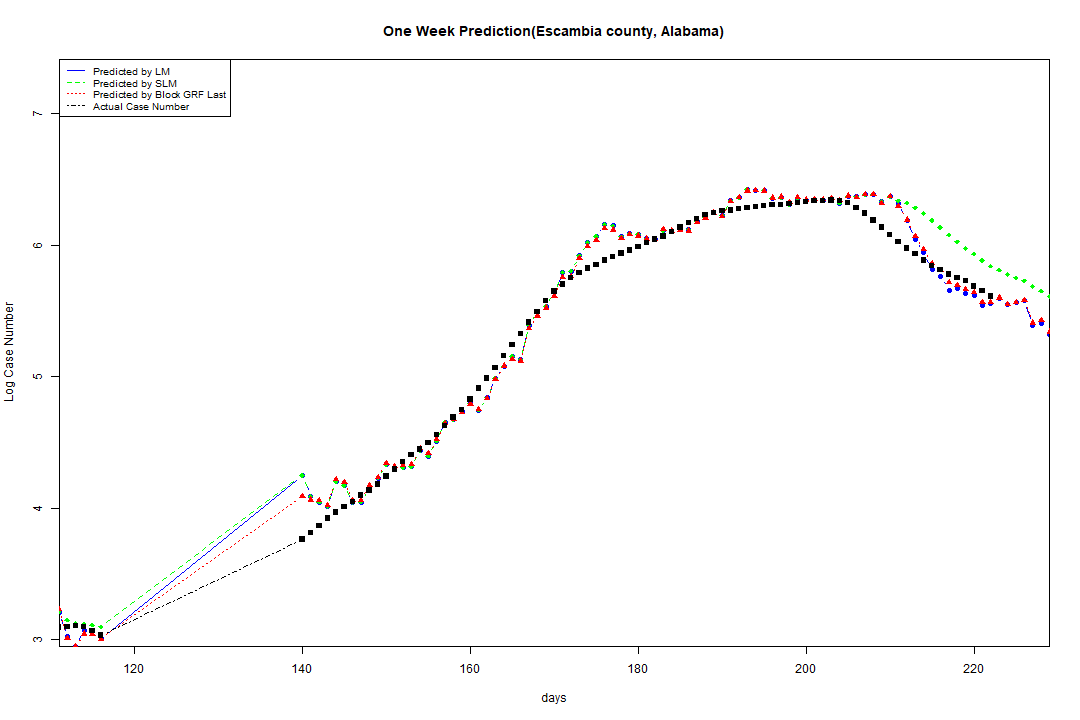 One Week Prediction(Escambia county, Alabama)
Predicted by LM
Predicted by SLM
Predicted by Block GRF Last
Actual Case Number
7
6
5
4
3
Log Case Number
120 140 160 180 200 220
days